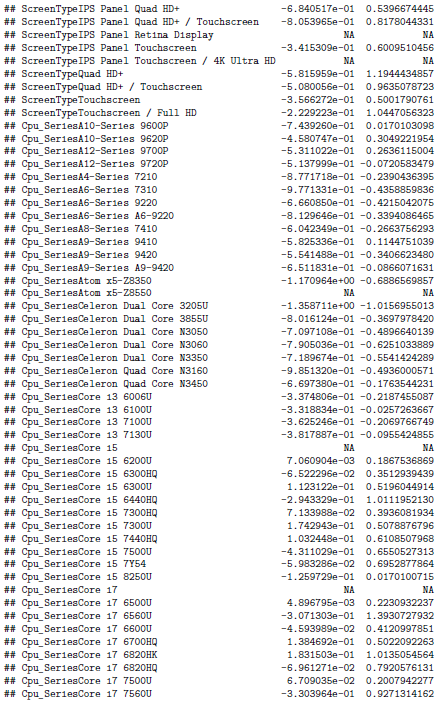 ## ScreenTypeIPS Panel Quad HD+ -6.840517e-01 0.5396674445
## ScreenTypeIPS Panel Quad HD+ / Touchscreen -8.053965e-01 0.8178044331
## ScreenTypeIPS Panel Retina Display NA NA
## ScreenTypeIPS Panel Touchscreen -3.415309e-01 0.6009510456
## ScreenTypeIPS Panel Touchscreen / 4K Ultra HD NA NA
## ScreenTypeQuad HD+ -5.815959e-01 1.1944434857
## ScreenTypeQuad HD+ / Touchscreen -5.080056e-01 0.9635078723
## ScreenTypeTouchscreen -3.566272e-01 0.5001790761
## ScreenTypeTouchscreen / Full HD -2.229223e-01 1.0447056323
## Cpu_SeriesA10-Series 9600P -7.439260e-01 0.0170103098
## Cpu_SeriesA10-Series 9620P -4.580747e-01 0.3049221954
## Cpu_SeriesA12-Series 9700P -5.311022e-01 0.2636115004
## Cpu_SeriesA12-Series 9720P -5.137999e-01 -0.0720583479
## Cpu_SeriesA4-Series 7210 -8.771718e-01 -0.2390436395
## Cpu_SeriesA6-Series 7310 -9.771331e-01 -0.4358859836
## Cpu_SeriesA6-Series 9220 -6.660850e-01 -0.4215042075
## Cpu_SeriesA6-Series A6-9220 -8.129646e-01 -0.3394086465
## Cpu_SeriesA8-Series 7410 -6.042349e-01 -0.2663756293
## Cpu_SeriesA9-Series 9410 -5.825336e-01 0.1144751039
## Cpu_SeriesA9-Series 9420 -5.541488e-01 -0.3406623480
## Cpu_SeriesA9-Series A9-9420 -6.511831e-01 -0.0866071631
## Cpu_SeriesAtom x5-Z8350 -1.170964e+00 -0.6886569857
## Cpu_SeriesAtom x5-Z8550 NA NA
## Cpu_SeriesCeleron Dual Core 3205U -1.358711e+00 -1.0156955013
## Cpu_SeriesCeleron Dual Core 3855U -8.016124e-01 -0.3697978420
## Cpu_SeriesCeleron Dual Core N3050 -7.097108e-01 -0.4896640139
## Cpu_SeriesCeleron Dual Core N3060 -7.905036e-01 -0.6251033889
## Cpu_SeriesCeleron Dual Core N3350 -7.189674e-01 -0.5541424289
## Cpu_SeriesCeleron Quad Core N3160 -9.851320e-01 -0.4936000571
## Cpu_SeriesCeleron Quad Core N3450 -6.697380e-01 -0.1763544231
## Cpu_SeriesCore i3 6006U -3.374806e-01 -0.2187455087
## Cpu_SeriesCore i3 6100U -3.318834e-01 -0.0257263667
## Cpu_SeriesCore i3 7100U -3.625246e-01 -0.2069766749
## Cpu_SeriesCore i3 7130U -3.817887e-01 -0.0955424855
## Cpu_SeriesCore i5 NA NA
## Cpu_SeriesCore i5 6200U 7.060904e-03 0.1867536869
## Cpu_SeriesCore i5 6300HQ -6.522296e-02 0.3512939439
## Cpu_SeriesCore i5 6300U 1.123122e-01 0.5196044914
## Cpu_SeriesCore i5 6440HQ -2.943329e-01 1.0111952130
## Cpu_SeriesCore i5 7300HQ 7.133988e-02 0.3936081934
## Cpu_SeriesCore i5 7300U 1.742943e-01 0.5078876796
## Cpu_SeriesCore i5 7440HQ 1.032448e-01 0.6108507968
## Cpu_SeriesCore i5 7500U -4.311029e-01 0.6550527313
## Cpu_SeriesCore i5 7Y54 -5.983286e-02 0.6952877864
## Cpu_SeriesCore i5 8250U -1.259729e-01 0.0170100715
## Cpu_SeriesCore i7 NA NA
## Cpu_SeriesCore i7 6500U 4.896795e-03 0.2230932237
## Cpu_SeriesCore i7 6560U -3.071303e-01 1.3930727932
## Cpu_SeriesCore i7 6600U -4.593989e-02 0.4120997851
## Cpu_SeriesCore i7 6700HQ 1.384692e-01 0.5022092263
## Cpu_SeriesCore i7 6820HK 1.831503e-01 1.0135054564
## Cpu_SeriesCore i7 6820HQ -6.961271e-02 0.7920576131
## Cpu_SeriesCore i7 7500U 6.709035e-02 0.2007942277
## Cpu_SeriesCore i7 7560U -3.303964e-01 0.9271314162